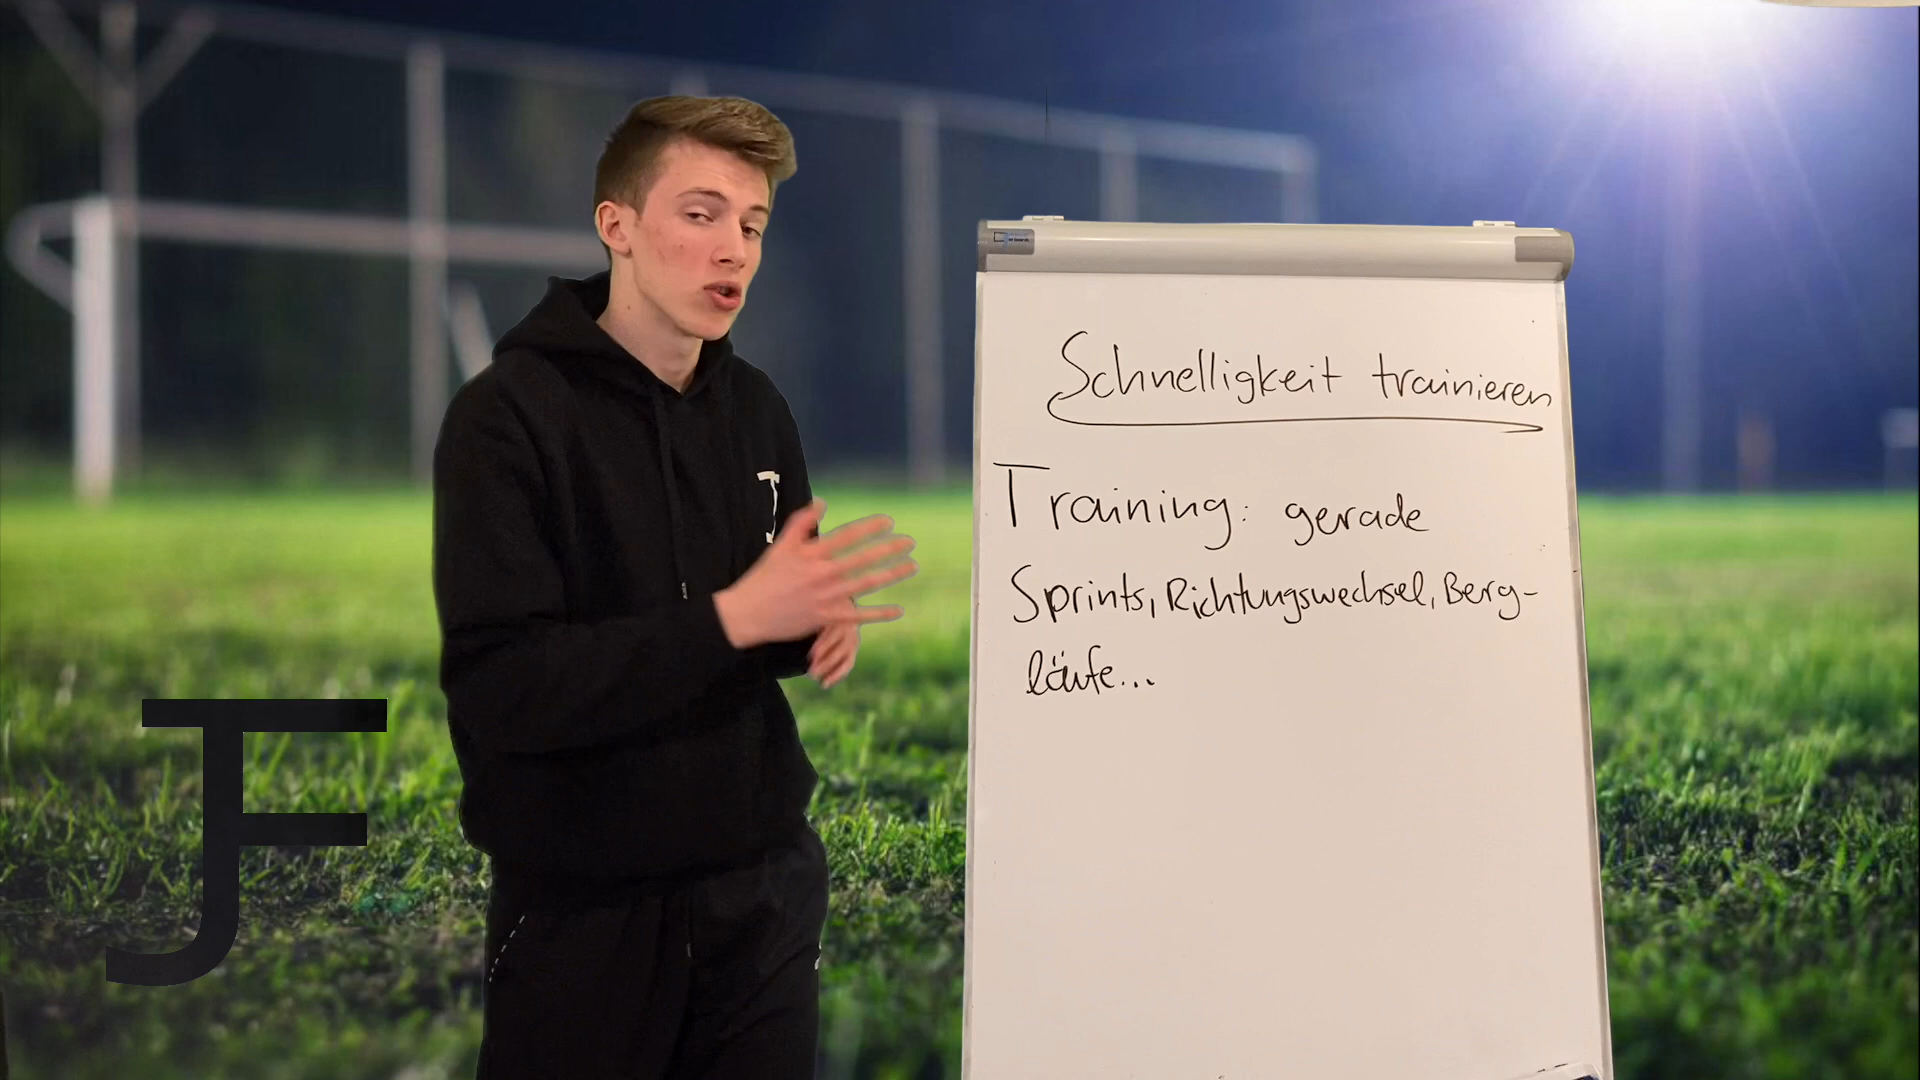 Schnelligkeit trainieren
Training: gerade
Sprints, Richtungswechsel, Berg-
läufe...
JF